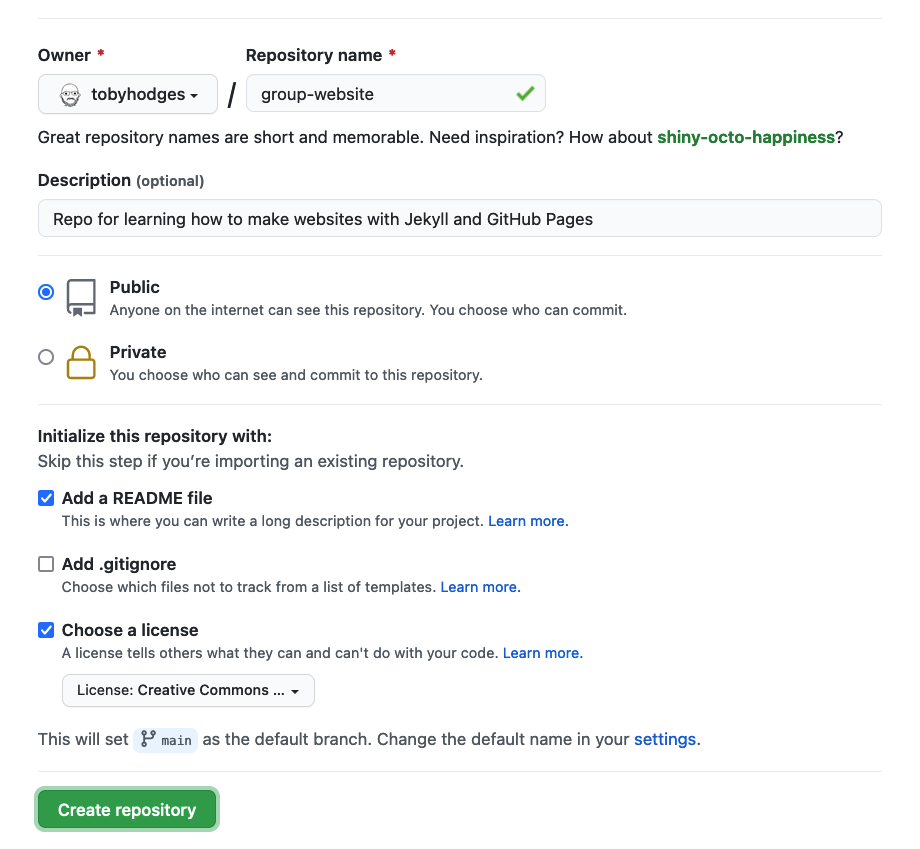 Owner *
Repository name *
tobyhodges
/
group-website
Great repository names are short and memorable. Need inspiration? How about shiny-octo-happiness?
Description (optional)
Repo for learning how to make websites with Jekyll and GitHub Pages
Public
Anyone on the internet can see this repository. You choose who can commit.
Private
You choose who can see and commit to this repository.
Initialize this repository with:
Skip this step if you’re importing an existing repository.
Add a README file
This is where you can write a long description for your project. Learn more.
Add .gitignore
Choose which files not to track from a list of templates. Learn more.
Choose a license
A license tells others what they can and can't do with your code. Learn more.
License: Creative Commons ...
This will set main as the default branch. Change the default name in your settings.
Create repository